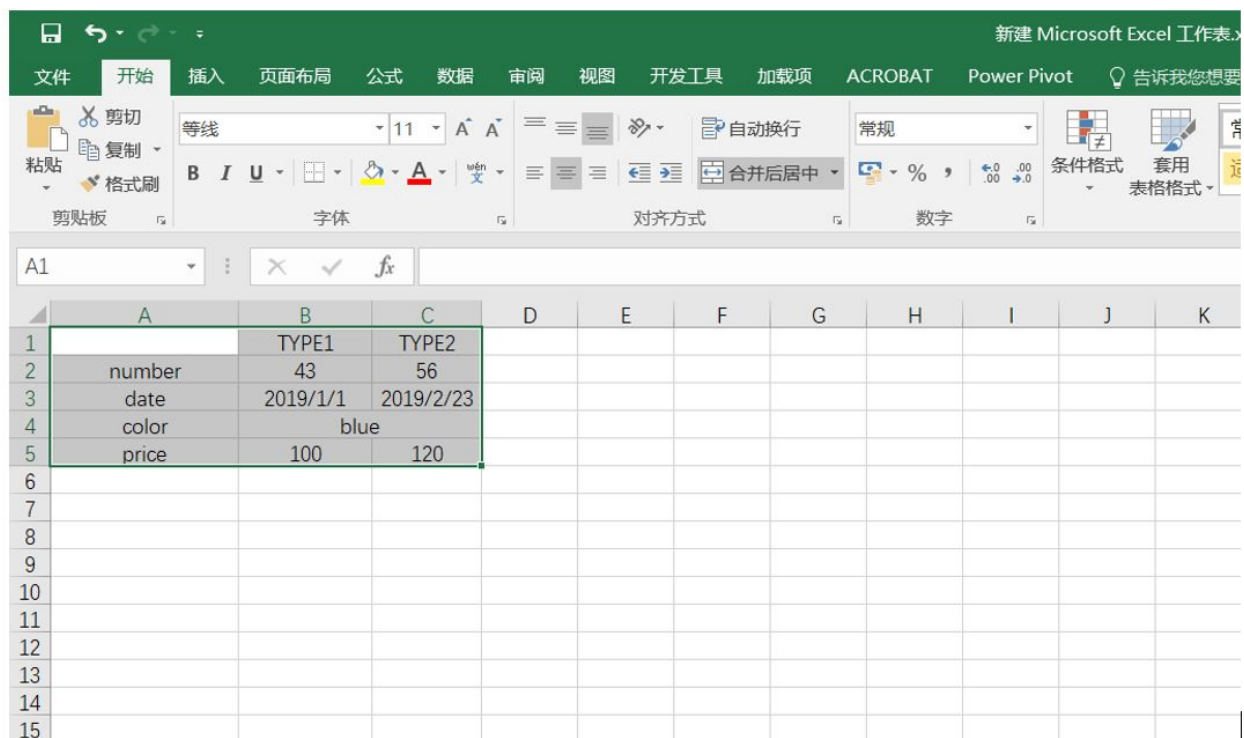 新建 Microsoft Excel 工作表.x
文件 开始 插入 页面布局 公式 数据 审阅 视图 开发工具 加载项 ACROBAT Power Pivot 告诉我您想要
剪切
等线 11 A A 自动换行 常规
复制
粘贴 条件格式 套用
格式刷 B I U A wén 文 合并后居中 % 表格格式
剪贴板 字体 对齐方式 数字
A1 fx
A B C D E F G H I J K
1 TYPE1 TYPE2
2 number 43 56
3 date 2019/1/1 2019/2/23
4 color blue
5 price 100 120
6
7
8
9
10
11
12
13
14
15